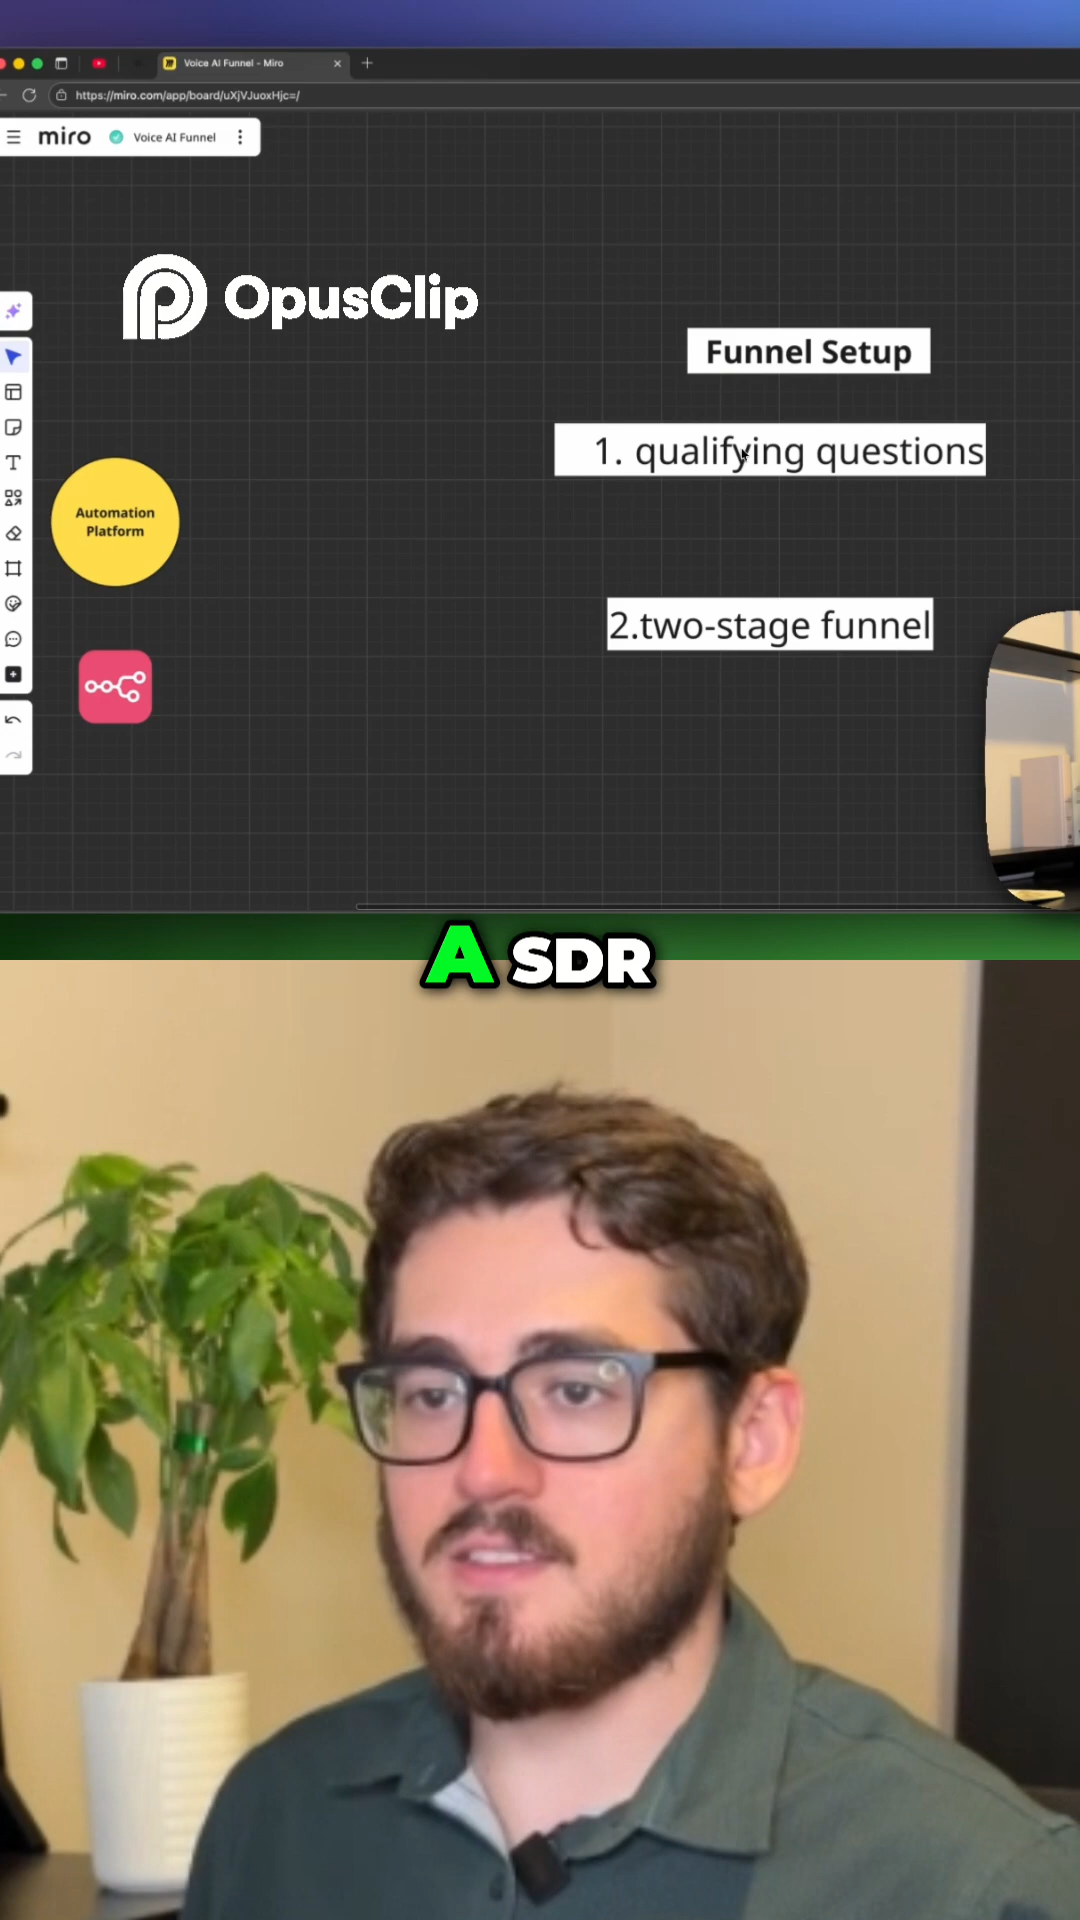 Voice AI Funnel - Miro
https://miro.com/app/board/uXjVJuoxHjc=/
miro
Voice AI Funnel
OpusClip
Funnel Setup
1. qualifying questions
Automation
Platform
2.two-stage funnel
A SDR